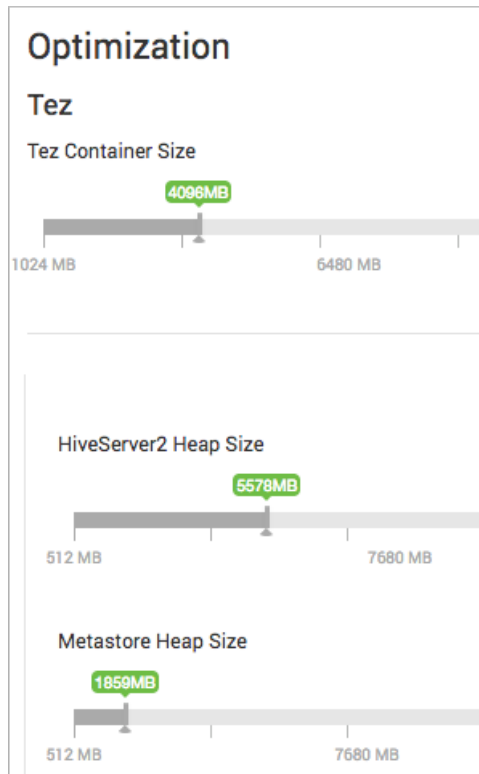 Optimization
Tez
Tez Container Size
4096MB
1024 MB 6480 MB
HiveServer2 Heap Size
5578MB
512 MB 7680 MB
Metastore Heap Size
1859MB
512 MB 7680 MB